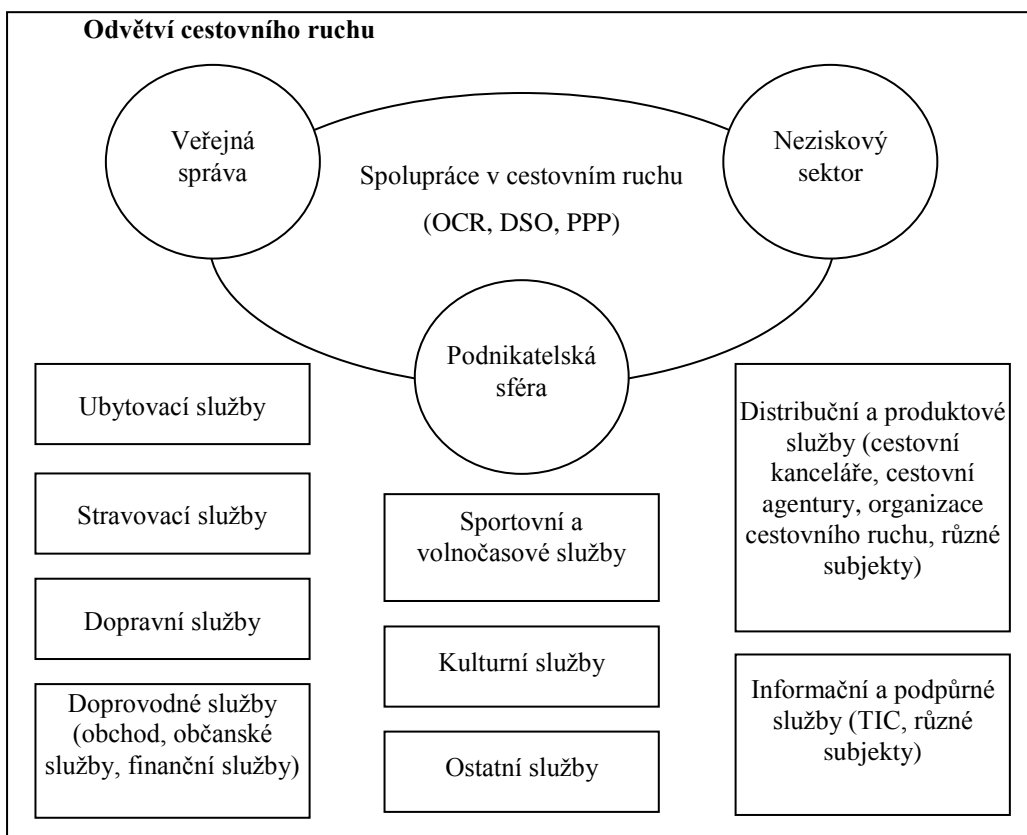 Odvětví cestovního ruchu
Veřejná
správa
Neziskový
sektor
Spolupráce v cestovním ruchu
(OCR, DSO, PPP)
Podnikatelská
sféra
Ubytovací služby
Stravovací služby
Dopravní služby
Doprovodné služby
(obchod, občanské
služby, finanční služby)
Sportovní a
volnočasové služby
Kulturní služby
Ostatní služby
Distribuční a produktové
služby (cestovní
kanceláře, cestovní
agentury, organizace
cestovního ruchu, různé
subjekty)
Informační a podpůrné
služby (TIC, různé
subjekty)